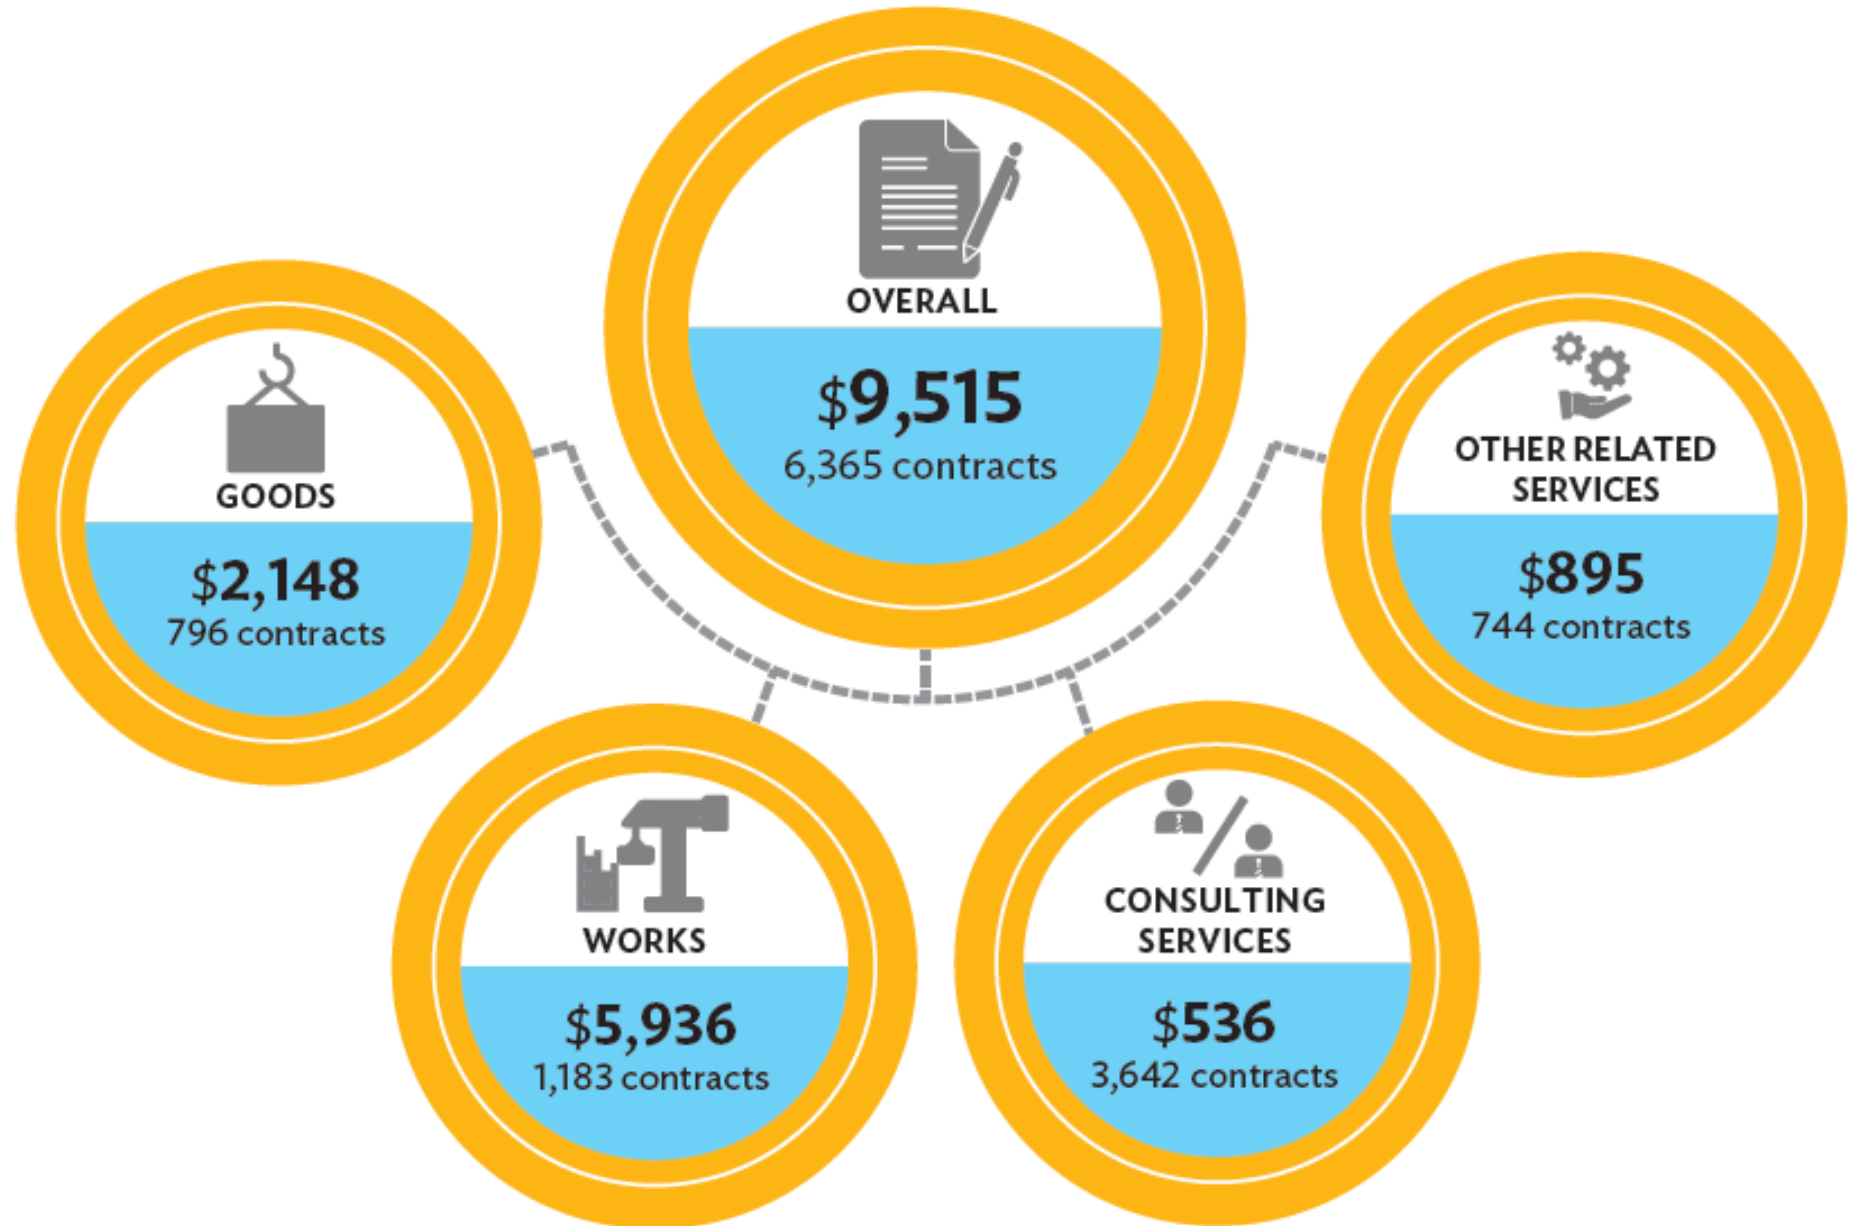 OVERALL
$9,515
6,365 contracts
GOODS
$2,148
796 contracts
OTHER RELATED
SERVICES
$895
744 contracts
WORKS
$5,936
1,183 contracts
CONSULTING
SERVICES
$536
3,642 contracts